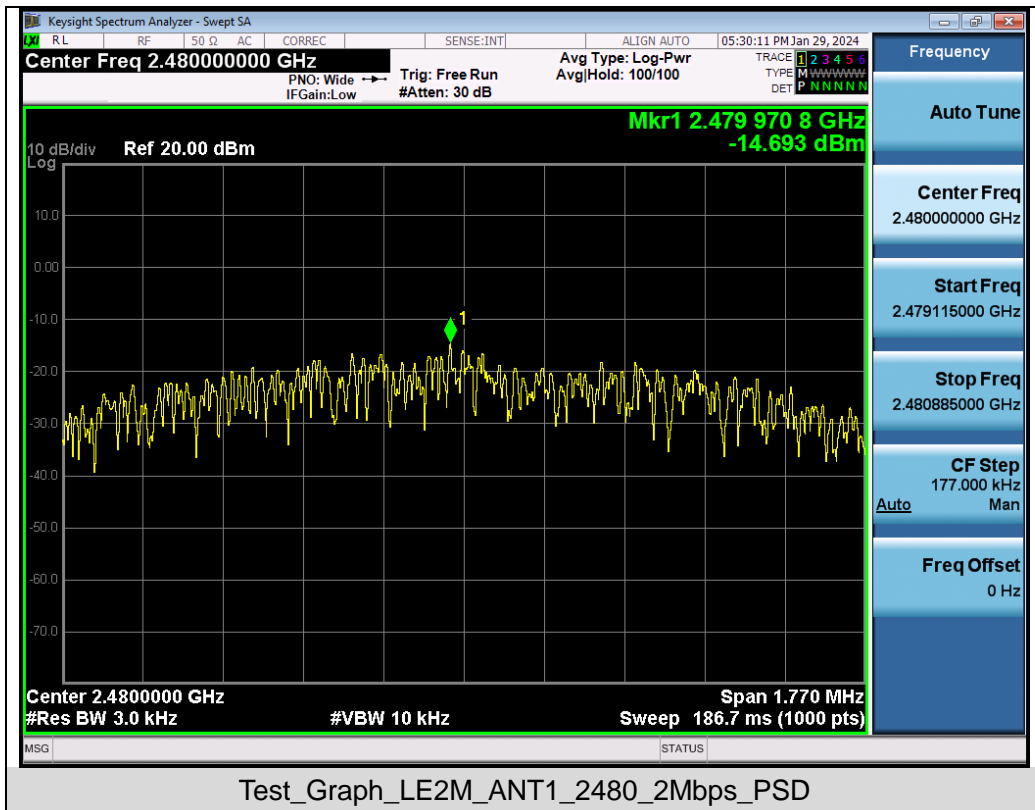 Keysight Spectrum Analyzer - Swept SA
LXI RL RF 50 Ω AC CORREC SENSE:INT ALIGN AUTO 05:30:11 PM Jan 29, 2024
Center Freq 2.480000000 GHz
PNO: Wide
IFGain:Low
Trig: Free Run
#Atten: 30 dB
Avg Type: Log-Pwr
Avg|Hold: 100/100
TRACE 1 2 3 4 5 6
TYPE M WWWWW
DET P N N N N N
Mkr1 2.479 970 8 GHz
-14.693 dBm
10 dB/div Ref 20.00 dBm
Log
10.0
0.00
-10.0
1
-20.0
-30.0
-40.0
-50.0
-60.0
-70.0
Center 2.4800000 GHz Span 1.770 MHz
#Res BW 3.0 kHz #VBW 10 kHz Sweep 186.7 ms (1000 pts)
MSG STATUS
Frequency
Auto Tune
Center Freq
2.480000000 GHz
Start Freq
2.479115000 GHz
Stop Freq
2.480885000 GHz
CF Step
177.000 kHz
Auto Man
Freq Offset
0 Hz
Test_Graph_LE2M_ANT1_2480_2Mbps_PSD